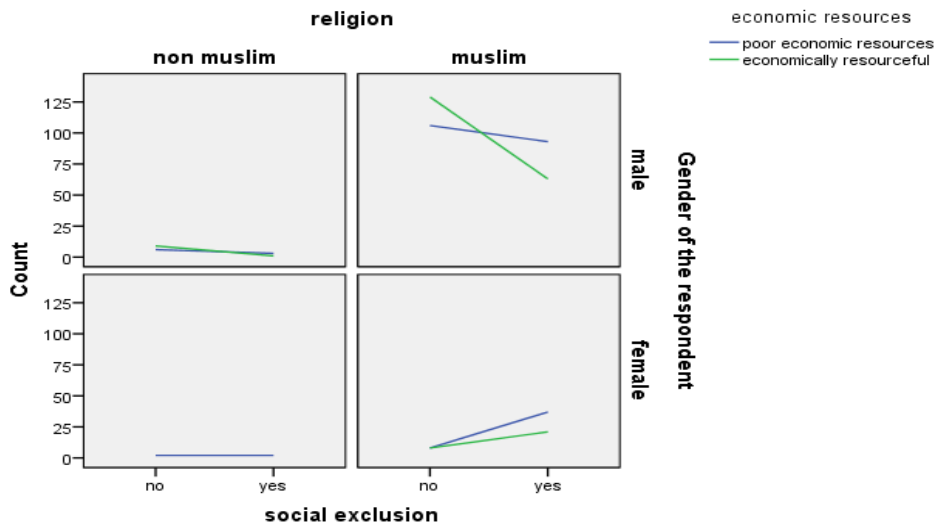 religion
non muslim
muslim
economic resources
poor economic resources
economically resourceful
Count
125
100
75
50
25
0
125
100
75
50
25
0
male
female
Gender of the respondent
no
yes
no
yes
social exclusion